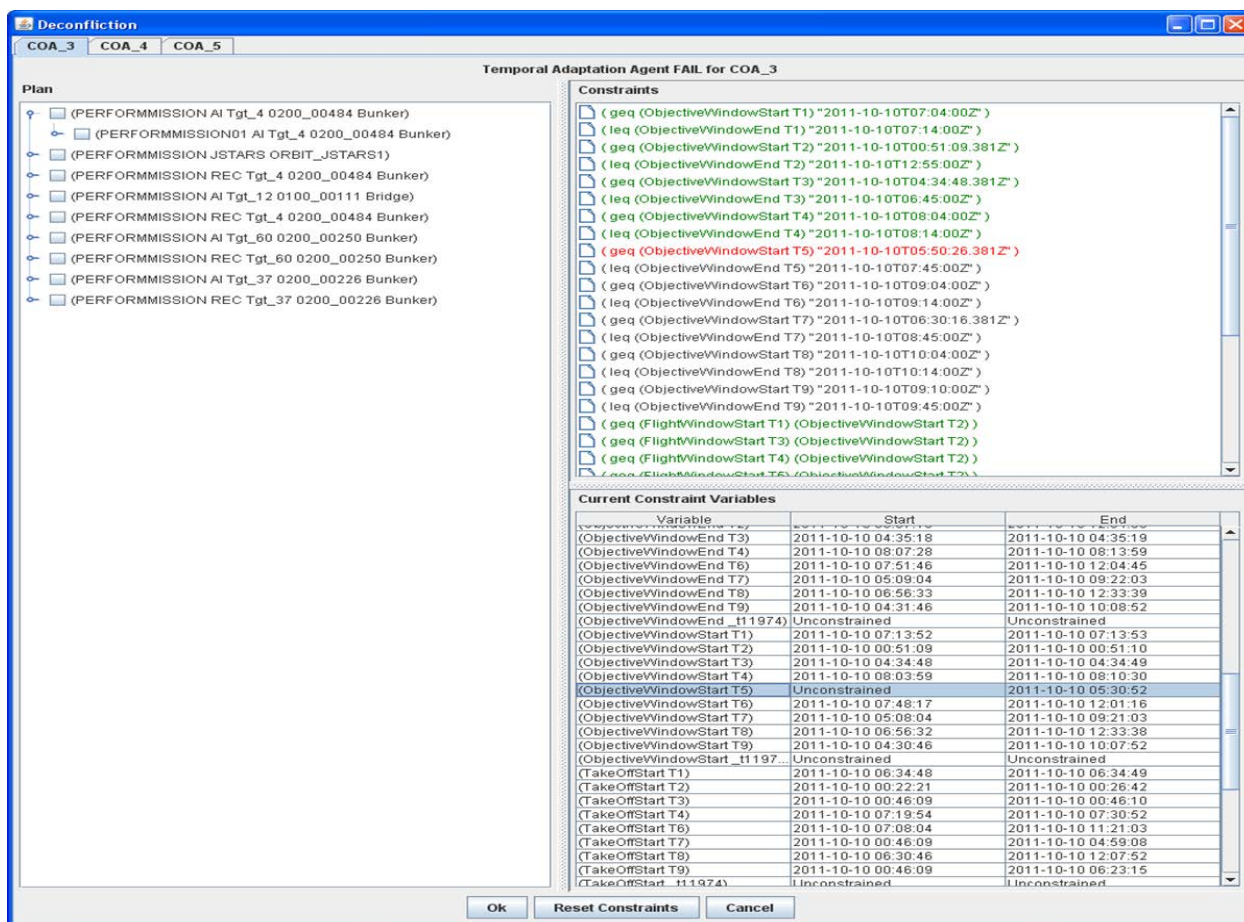 Deconfliction
COA_3 COA_4 COA_5
Temporal Adaptation Agent FAIL for COA_3
Plan
(PERFORMMISSION AI Tgt_4 0200_00484 Bunker)
(PERFORMMISSION01 AI Tgt_4 0200_00484 Bunker)
(PERFORMMISSION JSTARS ORBIT_JSTARS1)
(PERFORMMISSION REC Tgt_4 0200_00484 Bunker)
(PERFORMMISSION AI Tgt_12 0100_00111 Bridge)
(PERFORMMISSION REC Tgt_4 0200_00484 Bunker)
(PERFORMMISSION AI Tgt_60 0200_00250 Bunker)
(PERFORMMISSION REC Tgt_60 0200_00250 Bunker)
(PERFORMMISSION AI Tgt_37 0200_00226 Bunker)
(PERFORMMISSION REC Tgt_37 0200_00226 Bunker)
Constraints
( geq (ObjectiveWindowStart T1) "2011-10-10T07:04:00Z" )
( leq (ObjectiveWindowEnd T1) "2011-10-10T07:14:00Z" )
( geq (ObjectiveWindowStart T2) "2011-10-10T00:51:09.381Z" )
( leq (ObjectiveWindowEnd T2) "2011-10-10T12:55:00Z" )
( geq (ObjectiveWindowStart T3) "2011-10-10T04:34:48.381Z" )
( leq (ObjectiveWindowEnd T3) "2011-10-10T06:45:00Z" )
( geq (ObjectiveWindowStart T4) "2011-10-10T08:04:00Z" )
( leq (ObjectiveWindowEnd T4) "2011-10-10T08:14:00Z" )
( geq (ObjectiveWindowStart T5) "2011-10-10T05:50:26.381Z" )
( leq (ObjectiveWindowEnd T5) "2011-10-10T07:45:00Z" )
( geq (ObjectiveWindowStart T6) "2011-10-10T09:04:00Z" )
( leq (ObjectiveWindowEnd T6) "2011-10-10T09:14:00Z" )
( geq (ObjectiveWindowStart T7) "2011-10-10T06:30:16.381Z" )
( leq (ObjectiveWindowEnd T7) "2011-10-10T08:45:00Z" )
( geq (ObjectiveWindowStart T8) "2011-10-10T10:04:00Z" )
( leq (ObjectiveWindowEnd T8) "2011-10-10T10:14:00Z" )
( geq (ObjectiveWindowStart T9) "2011-10-10T09:10:00Z" )
( leq (ObjectiveWindowEnd T9) "2011-10-10T09:45:00Z" )
( geq (FlightWindowStart T1) (ObjectiveWindowStart T2) )
( geq (FlightWindowStart T3) (ObjectiveWindowStart T2) )
( geq (FlightWindowStart T4) (ObjectiveWindowStart T2) )
( geq (FlightWindowStart T5) (ObjectiveWindowStart T2) )
Current Constraint Variables
Variable Start End
(ObjectiveWindowEnd T3) 2011-10-10 04:35:18 2011-10-10 04:35:19
(ObjectiveWindowEnd T4) 2011-10-10 08:07:28 2011-10-10 08:13:59
(ObjectiveWindowEnd T6) 2011-10-10 07:51:46 2011-10-10 12:04:45
(ObjectiveWindowEnd T7) 2011-10-10 05:09:04 2011-10-10 09:22:03
(ObjectiveWindowEnd T8) 2011-10-10 06:56:33 2011-10-10 12:33:39
(ObjectiveWindowEnd T9) 2011-10-10 04:31:46 2011-10-10 10:08:52
(ObjectiveWindowEnd _t11974) Unconstrained Unconstrained
(ObjectiveWindowStart T1) 2011-10-10 07:13:52 2011-10-10 07:13:53
(ObjectiveWindowStart T2) 2011-10-10 00:51:09 2011-10-10 00:51:10
(ObjectiveWindowStart T3) 2011-10-10 04:34:48 2011-10-10 04:34:49
(ObjectiveWindowStart T4) 2011-10-10 08:03:59 2011-10-10 08:10:30
(ObjectiveWindowStart T5) Unconstrained 2011-10-10 05:30:52
(ObjectiveWindowStart T6) 2011-10-10 07:48:17 2011-10-10 12:01:16
(ObjectiveWindowStart T7) 2011-10-10 05:08:04 2011-10-10 09:21:03
(ObjectiveWindowStart T8) 2011-10-10 06:56:32 2011-10-10 12:33:38
(ObjectiveWindowStart T9) 2011-10-10 04:30:46 2011-10-10 10:07:52
(ObjectiveWindowStart _t1197... Unconstrained Unconstrained
(TakeOffStart T1) 2011-10-10 06:34:48 2011-10-10 06:34:49
(TakeOffStart T2) 2011-10-10 00:22:21 2011-10-10 00:26:42
(TakeOffStart T3) 2011-10-10 00:46:09 2011-10-10 00:46:10
(TakeOffStart T4) 2011-10-10 07:19:54 2011-10-10 07:30:52
(TakeOffStart T6) 2011-10-10 07:08:04 2011-10-10 11:21:03
(TakeOffStart T7) 2011-10-10 00:46:09 2011-10-10 04:59:08
(TakeOffStart T8) 2011-10-10 06:30:46 2011-10-10 12:07:52
(TakeOffStart T9) 2011-10-10 00:46:09 2011-10-10 06:23:15
(TakeOffStart _t11974) Unconstrained Unconstrained
Ok Reset Constraints Cancel